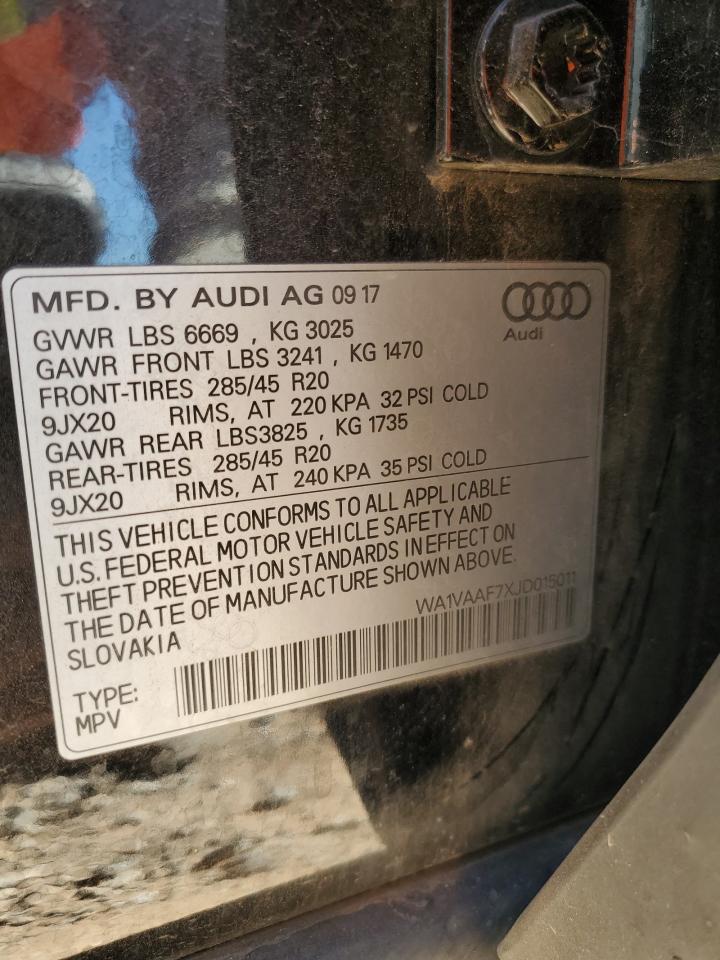 MFD. BY AUDI AG 09 17
Audi
GVWR LBS 6669 , KG 3025
GAWR FRONT LBS 3241 , KG 1470
FRONT-TIRES 285/45 R20
9JX20 RIMS, AT 220 KPA 32 PSI COLD
GAWR REAR LBS3825 , KG 1735
REAR-TIRES 285/45 R20
9JX20 RIMS, AT 240 KPA 35 PSI COLD
THIS VEHICLE CONFORMS TO ALL APPLICABLE
U.S. FEDERAL MOTOR VEHICLE SAFETY AND
THEFT PREVENTION STANDARDS IN EFFECT ON
THE DATE OF MANUFACTURE SHOWN ABOVE.
SLOVAKIA
WA1VAAF7XJD015011
TYPE:
MPV